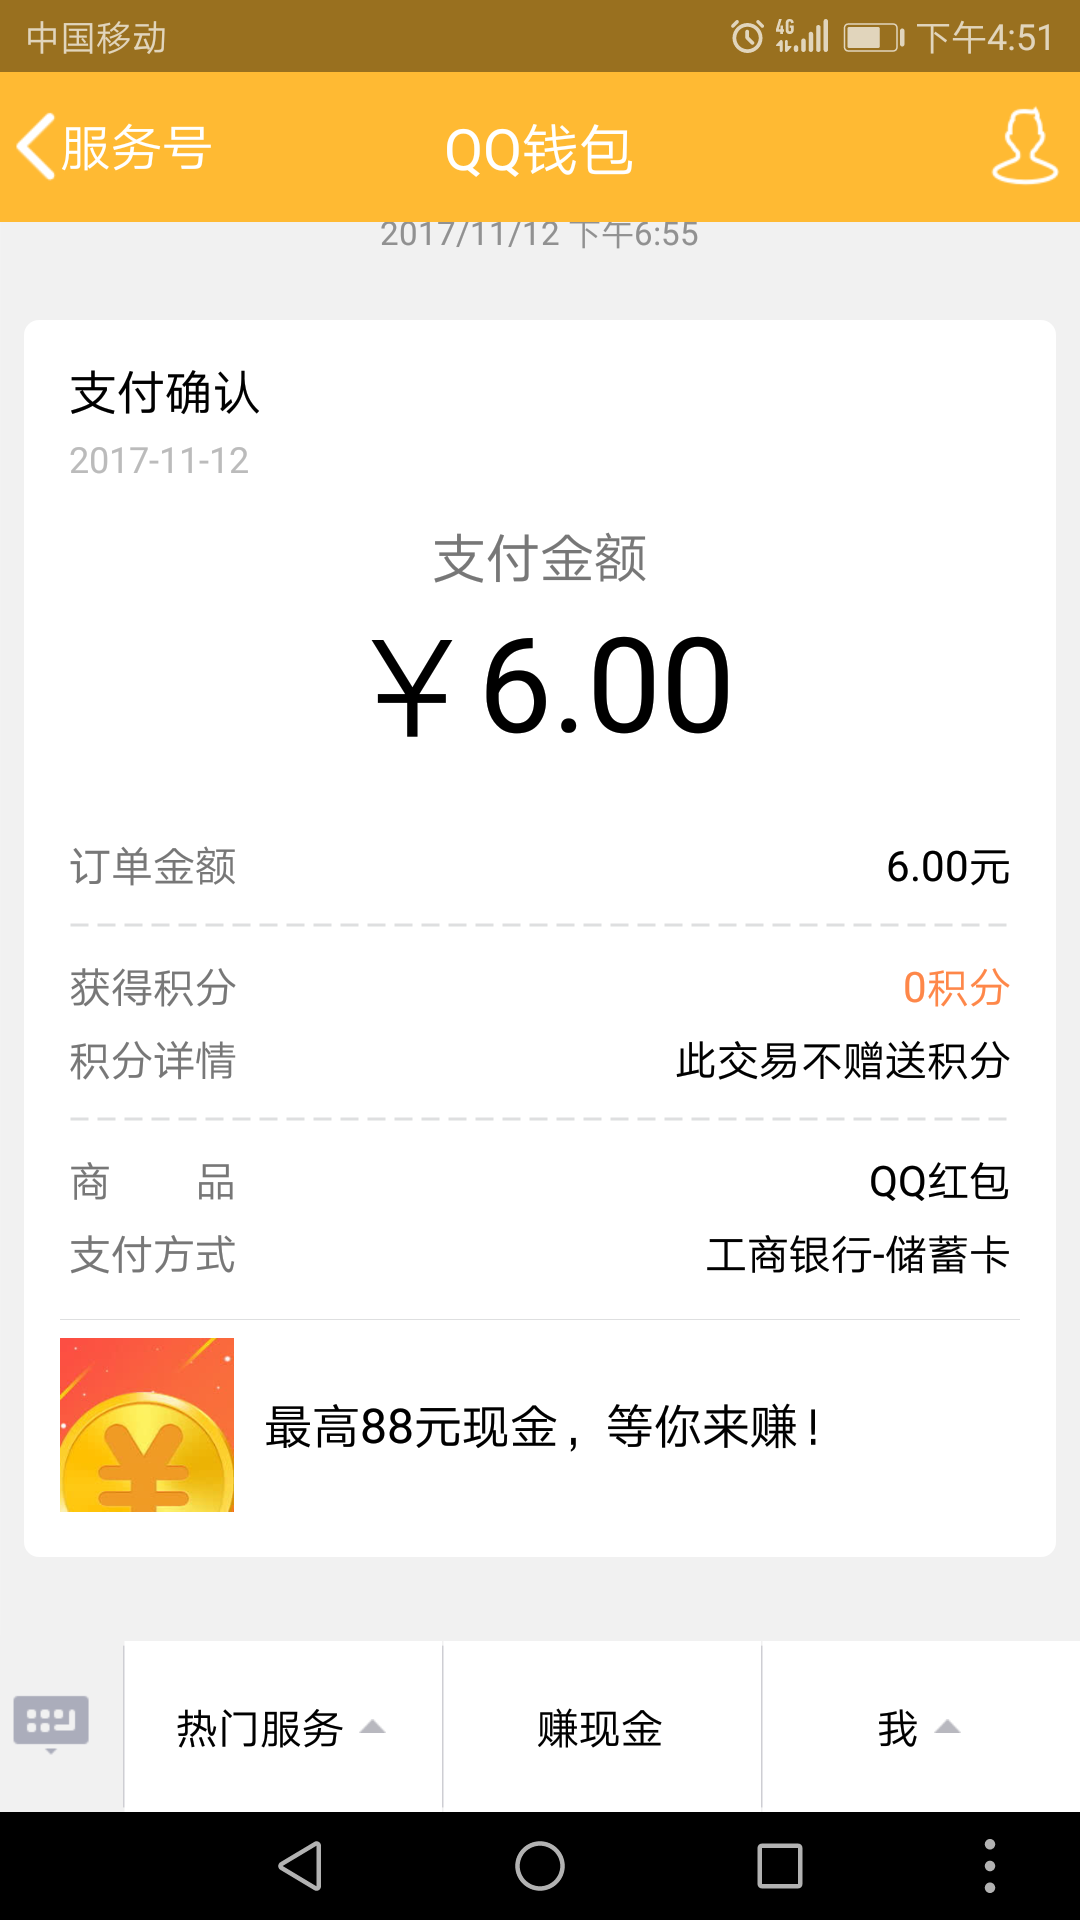 中国移动 4G 下午4:51
服务号 QQ钱包
2017/11/12 下午6:55
支付确认
2017-11-12
支付金额
￥6.00
订单金额 6.00元
获得积分 0积分
积分详情 此交易不赠送积分
商品 QQ红包
支付方式 工商银行-储蓄卡
最高88元现金，等你来赚！
热门服务 赚现金 我